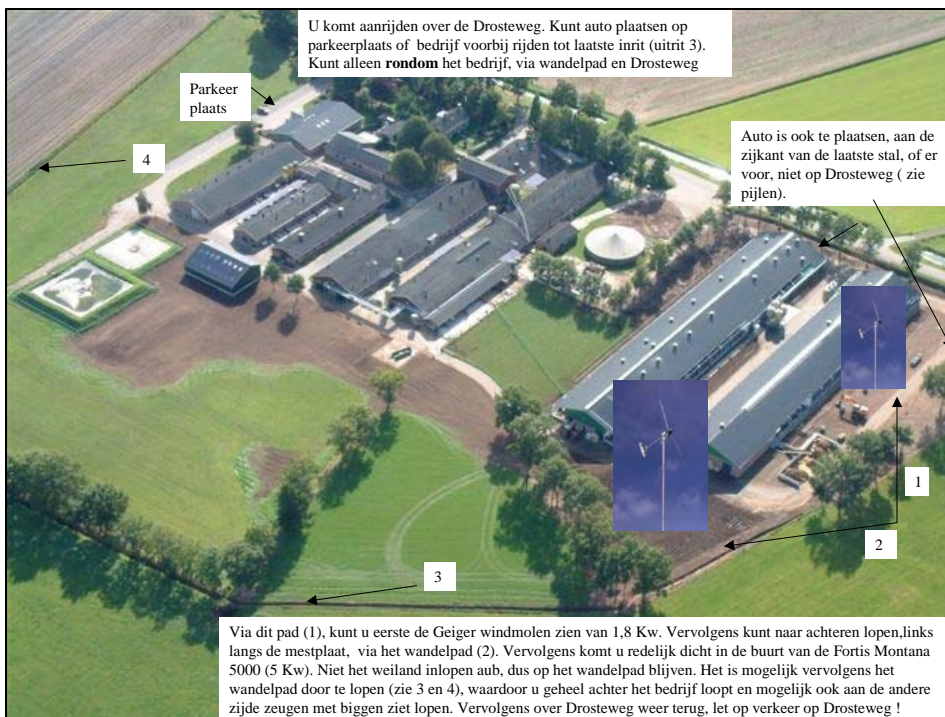 U komt aanrijden over de Drosteweg. Kunt auto plaatsen op
parkeerplaats of bedrijf voorbij rijden tot laatste inrit (uitrit 3).
Kunt alleen rondom het bedrijf, via wandelpad en Drosteweg
Parkeer
plaats
4
Auto is ook te plaatsen, aan de
zijkant van de laatste stal, of er
voor, niet op Drosteweg ( zie
pijlen).
1
2
3
Via dit pad (1), kunt u eerste de Geiger windmolen zien van 1,8 Kw. Vervolgens kunt naar achteren lopen,links
langs de mestplaat, via het wandelpad (2). Vervolgens komt u redelijk dicht in de buurt van de Fortis Montana
5000 (5 Kw). Niet het weiland inlopen aub, dus op het wandelpad blijven. Het is mogelijk vervolgens het
wandelpad door te lopen (zie 3 en 4), waardoor u geheel achter het bedrijf loopt en mogelijk ook aan de andere
zijde zeugen met biggen ziet lopen. Vervolgens over Drosteweg weer terug, let op verkeer op Drosteweg !